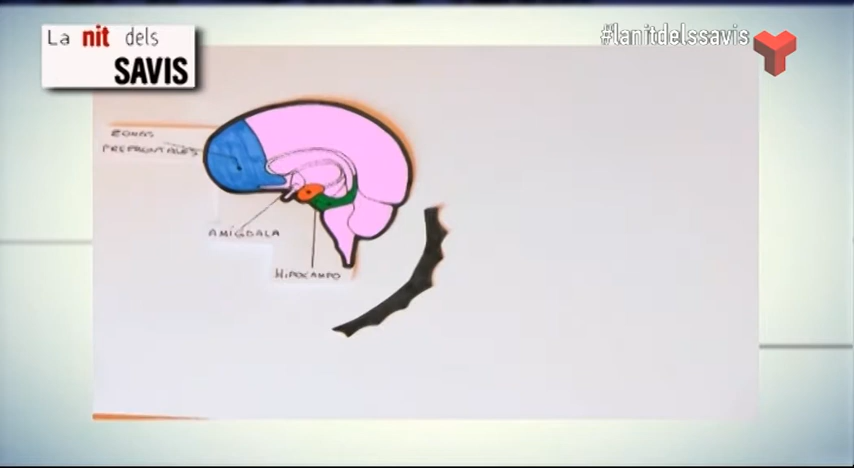 La nit dels
SAVIS
#lanitdelssavis
ZONAS
PREFRONTALES
AMÍGDALA
HIPOCAMPO